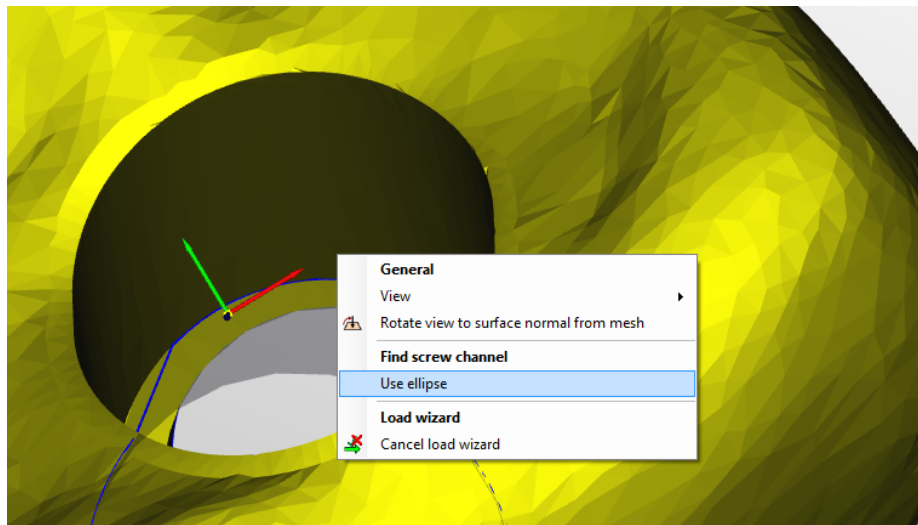 General
View
Rotate view to surface normal from mesh
Find screw channel
Use ellipse
Load wizard
Cancel load wizard